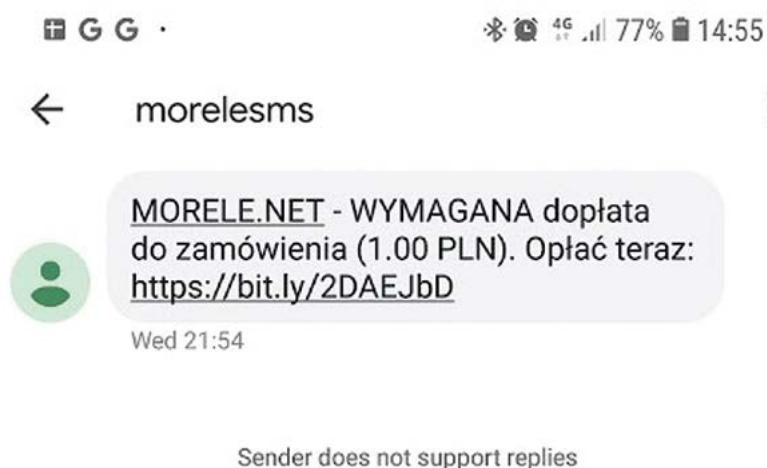 G G
4G 77% 14:55
morelesms
MORELE.NET - WYMAGANA dopłata
do zamówienia (1.00 PLN). Opłać teraz:
https://bit.ly/2DAEJbD
Wed 21:54
Sender does not support replies